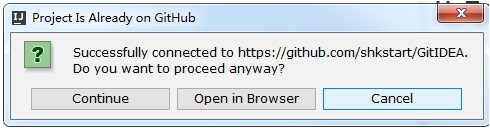 Project Is Already on GitHub
Successfully connected to https://github.com/shkstart/GitIDEA.
Do you want to proceed anyway?
Continue
Open in Browser
Cancel